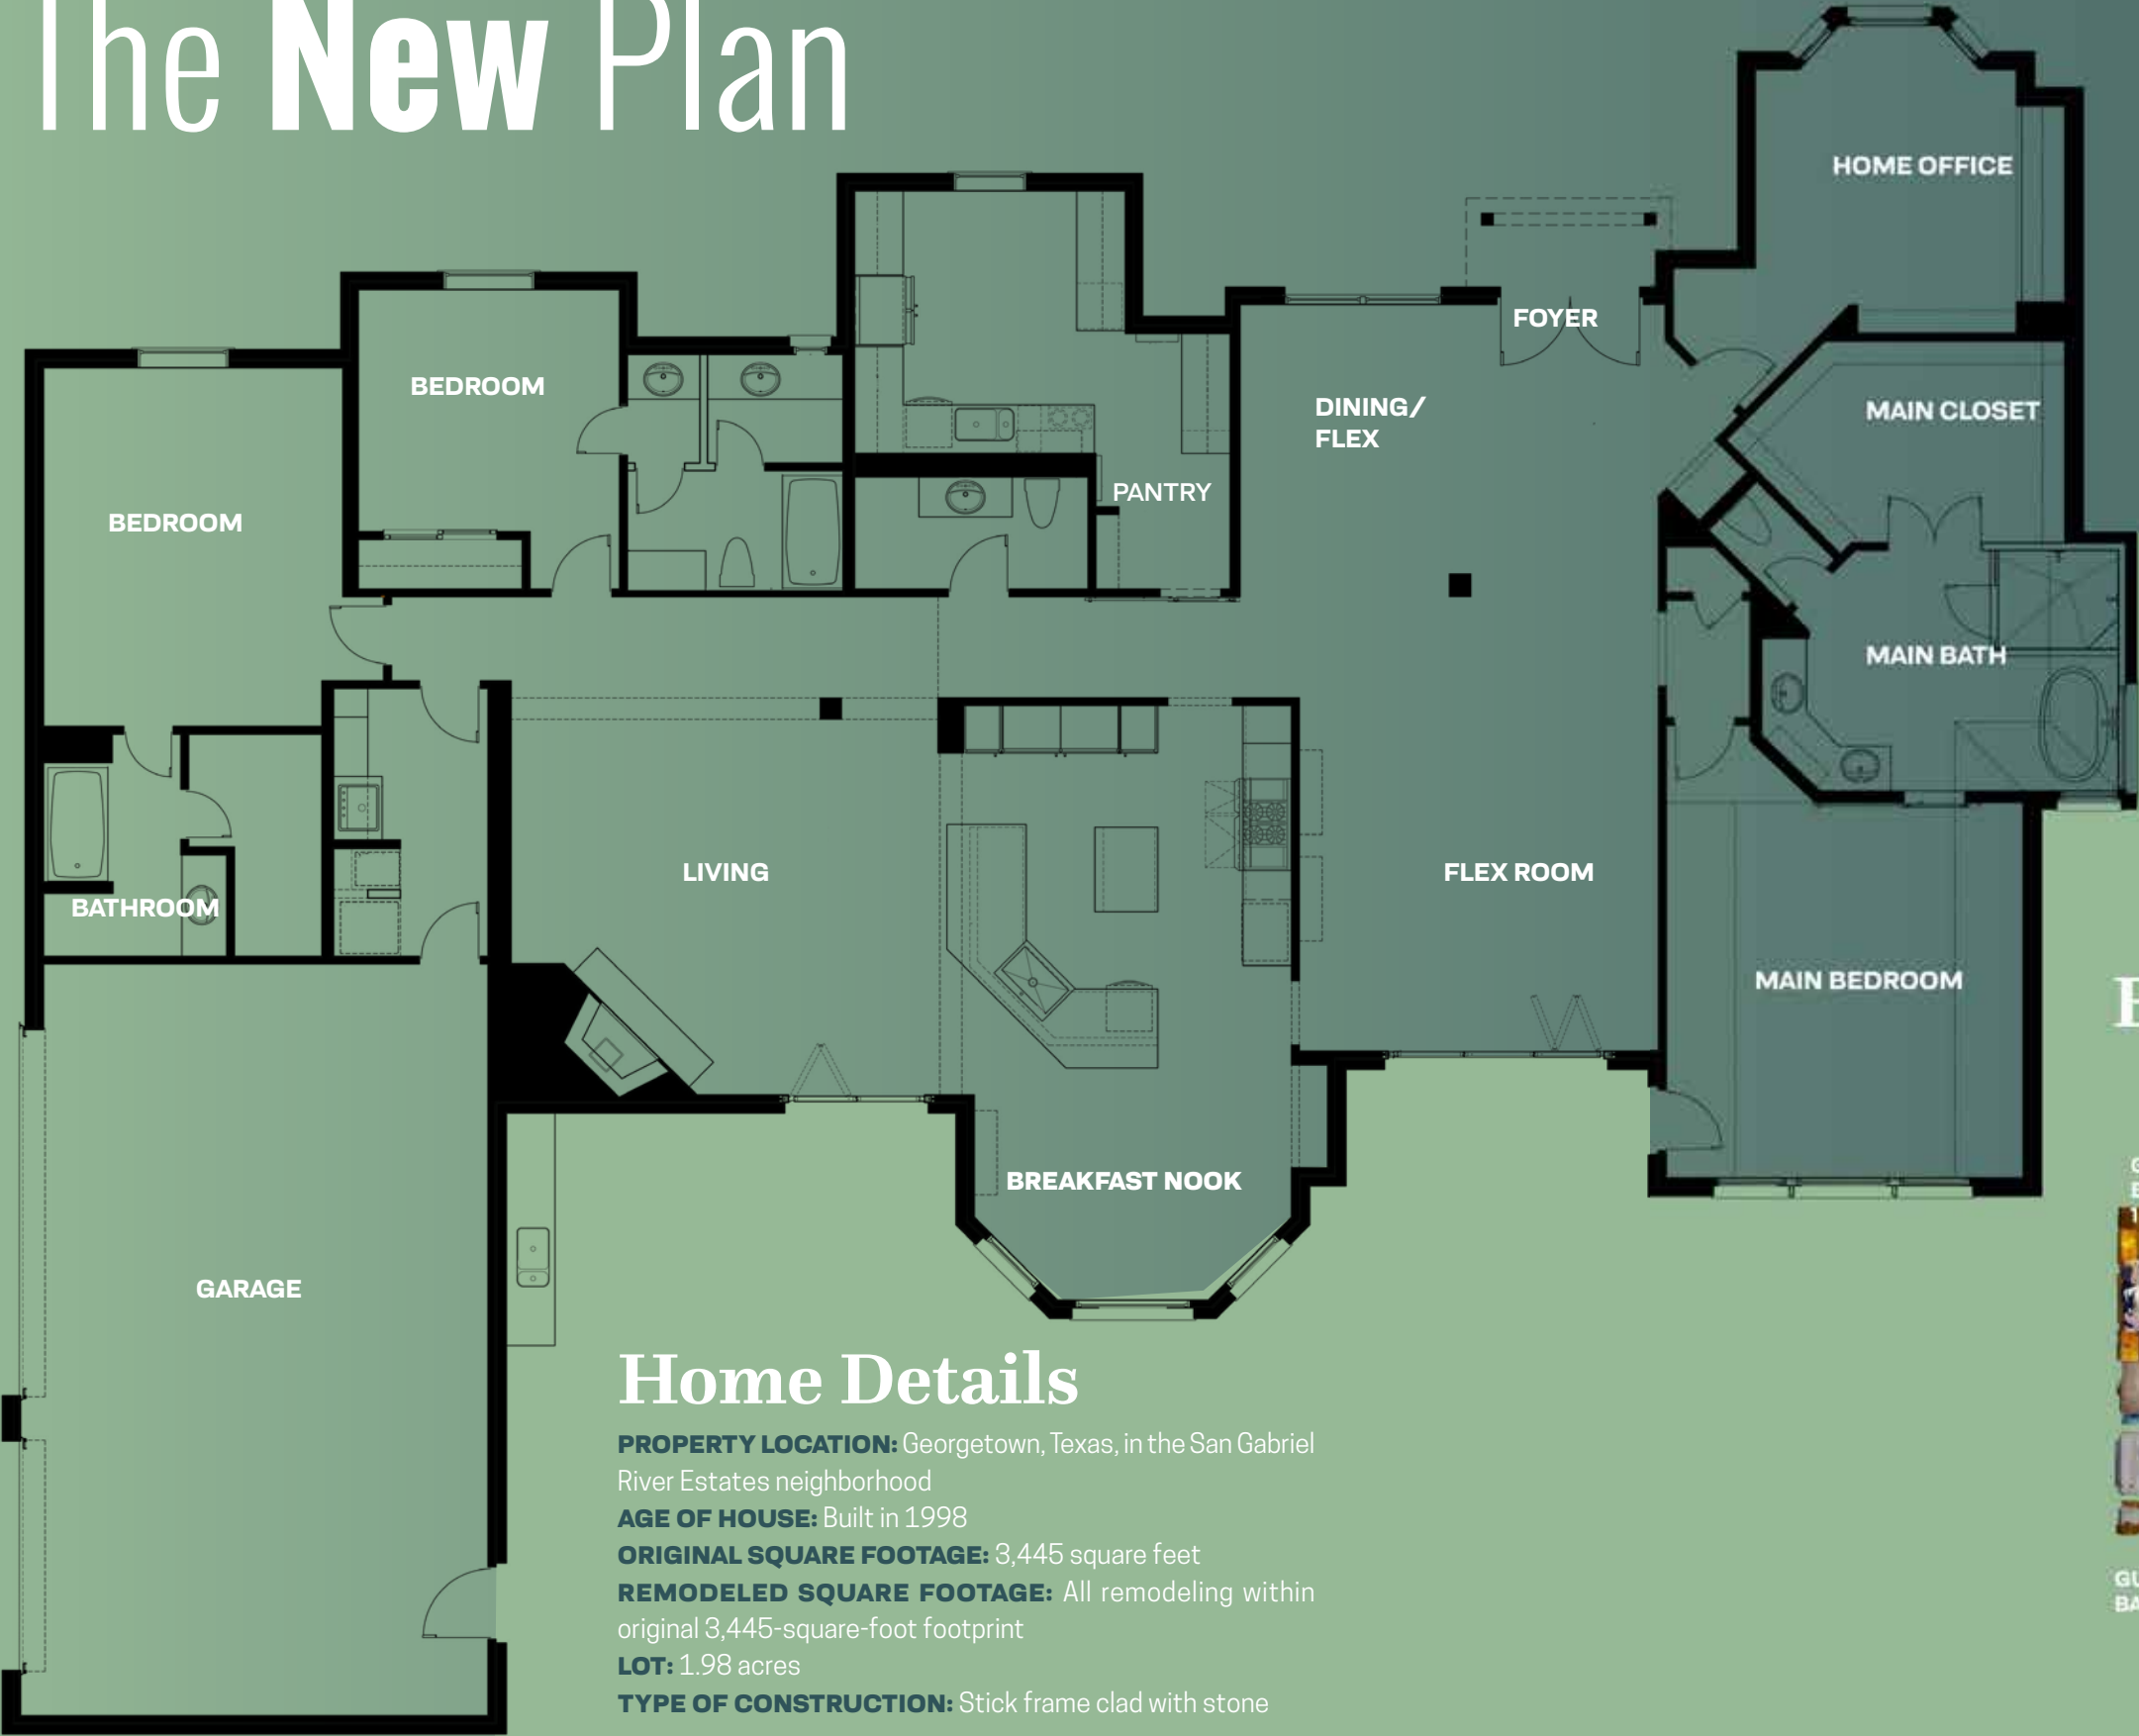 The New Plan
HOME OFFICE
FOYER
BEDROOM
DINING/
FLEX
MAIN CLOSET
PANTRY
BEDROOM
MAIN BATH
LIVING
FLEX ROOM
BATHROOM
MAIN BEDROOM
BREAKFAST NOOK
GARAGE
Home Details
PROPERTY LOCATION: Georgetown, Texas, in the San Gabriel
River Estates neighborhood
AGE OF HOUSE: Built in 1998
ORIGINAL SQUARE FOOTAGE: 3,445 square feet
REMODELED SQUARE FOOTAGE: All remodeling within
original 3,445-square-foot footprint
LOT: 1.98 acres
TYPE OF CONSTRUCTION: Stick frame clad with stone
GU
BA